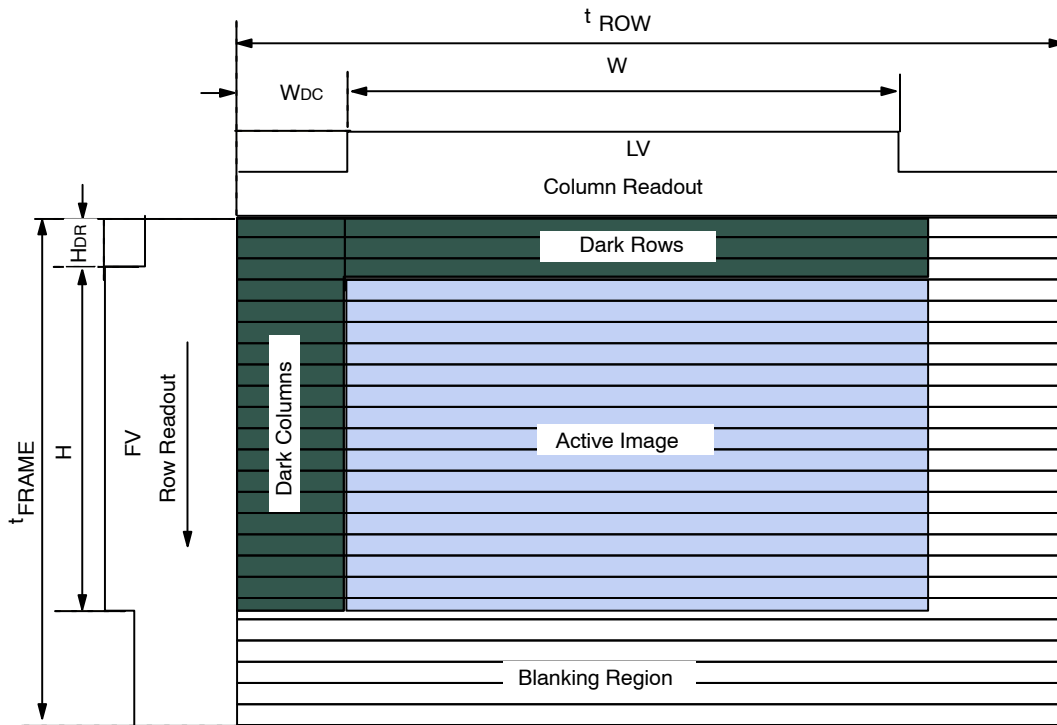 t ROW
W
WDC
LV
Column Readout
HDR
Dark Rows
Dark Columns
Active Image
Row Readout
FV
H
tFRAME
Blanking Region